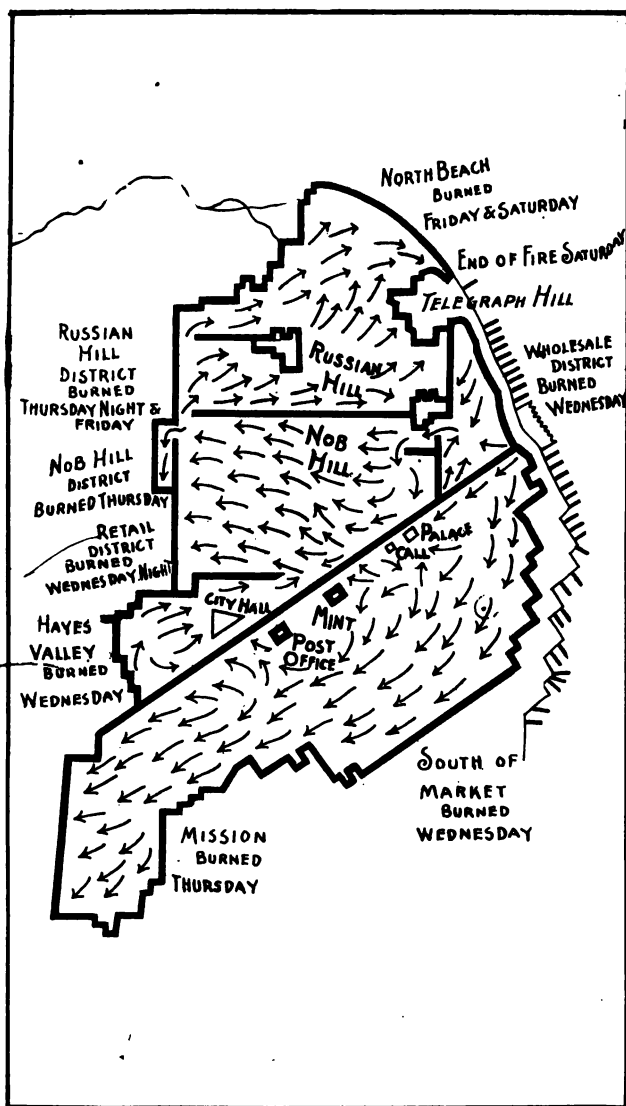 NORTH BEACH
BURNED
FRIDAY & SATURDAY
END OF FIRE SATURDAY
TELEGRAPH HILL
WHOLESALE
DISTRICT
BURNED
WEDNESDAY
RUSSIAN
HILL
DISTRICT
BURNED
THURSDAY NIGHT &
FRIDAY
RUSSIAN
HILL
NOB
HILL
NOB HILL
DISTRICT
BURNED THURSDAY
RETAIL
DISTRICT
BURNED
WEDNESDAY NIGHT
PALACE
CALL
CITY HALL
MINT
POST
OFFICE
HAYES
VALLEY
BURNED
WEDNESDAY
SOUTH OF
MARKET
BURNED
WEDNESDAY
MISSION
BURNED
THURSDAY